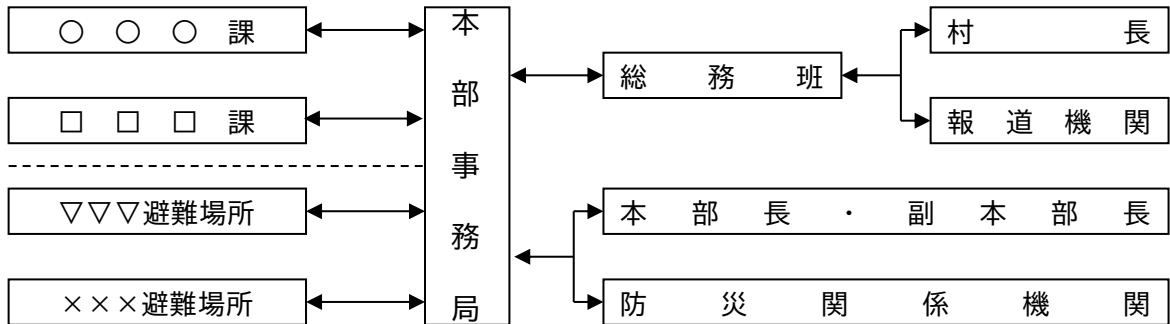 ○ ○ ○ 課
□ □ □ 課
▽▽▽避難場所
×××避難場所
本部事務局
総務班
村長
報道機関
本部長・副本部長
防災関係機関